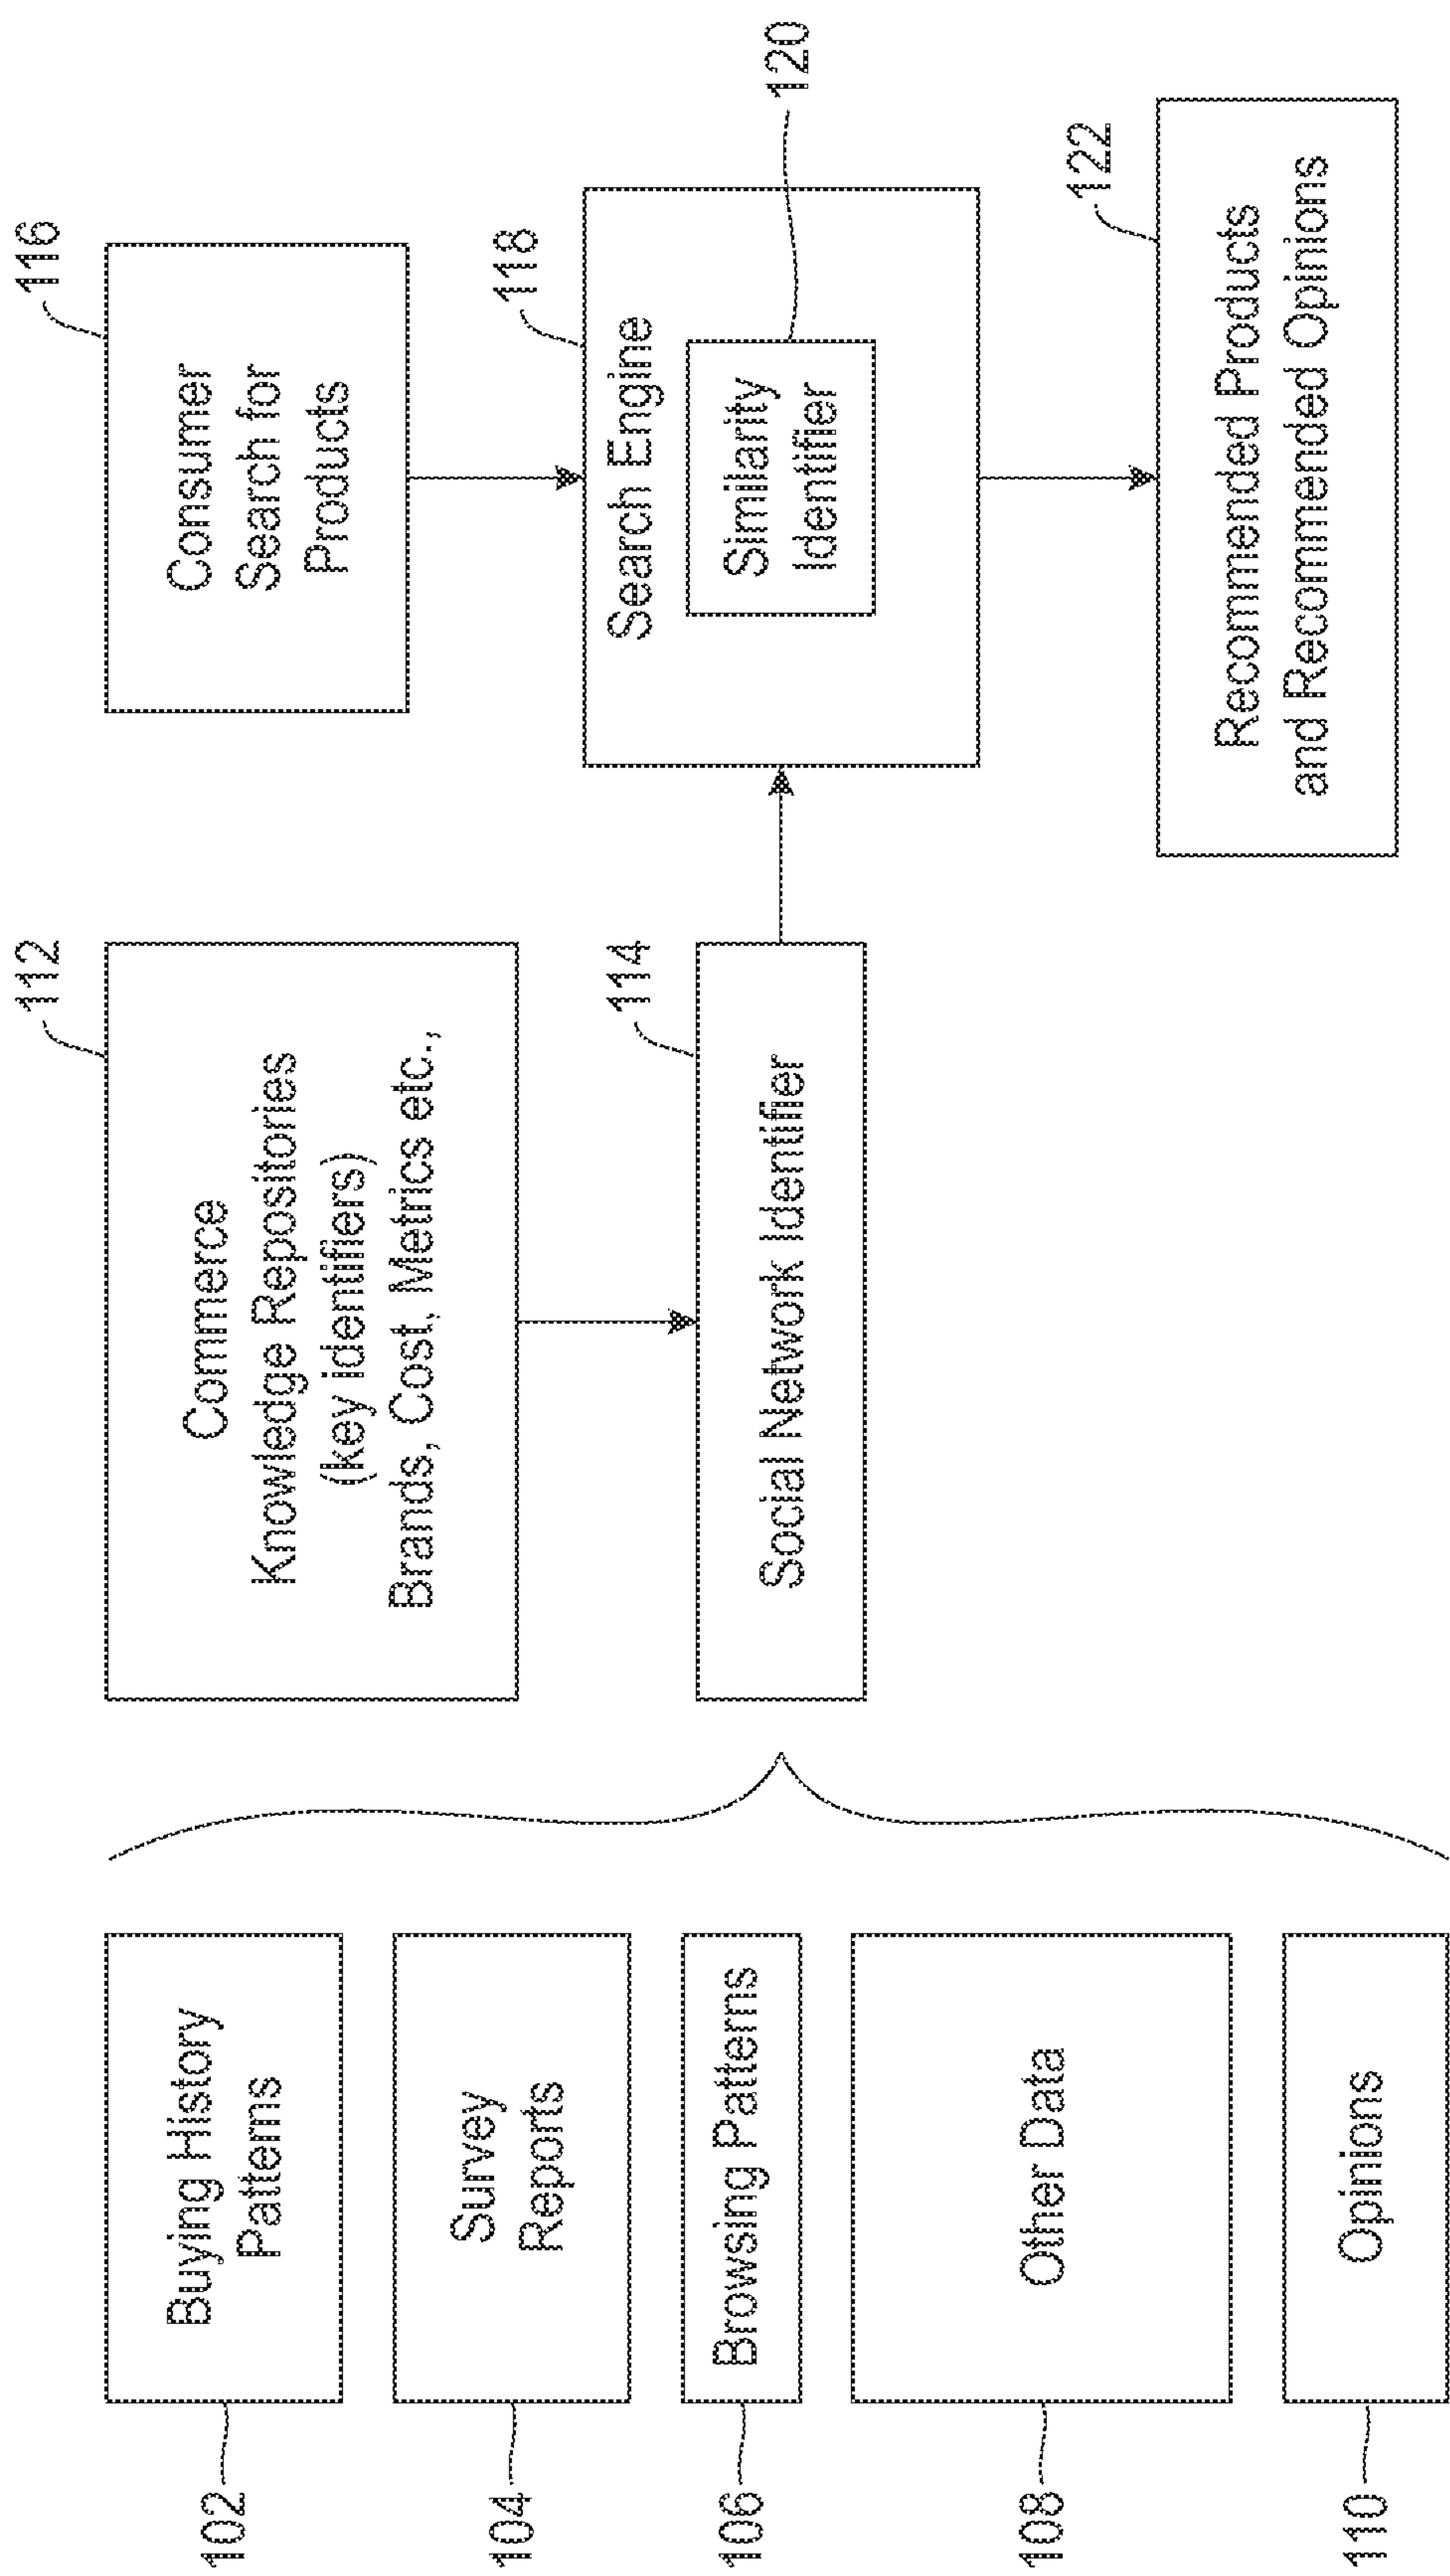 102
Buying History
Patterns
104
Survey
Reports
106
Browsing Patterns
108
Other Data
110
Opinions
112
Commerce
Knowledge Repositories
(key identifiers)
Brands, Cost, Metrics etc.,
114
Social Network Identifier
116
Consumer
Search for
Products
118
Search Engine
120
Similarity
Identifier
122
Recommended Products
and Recommended Opinions